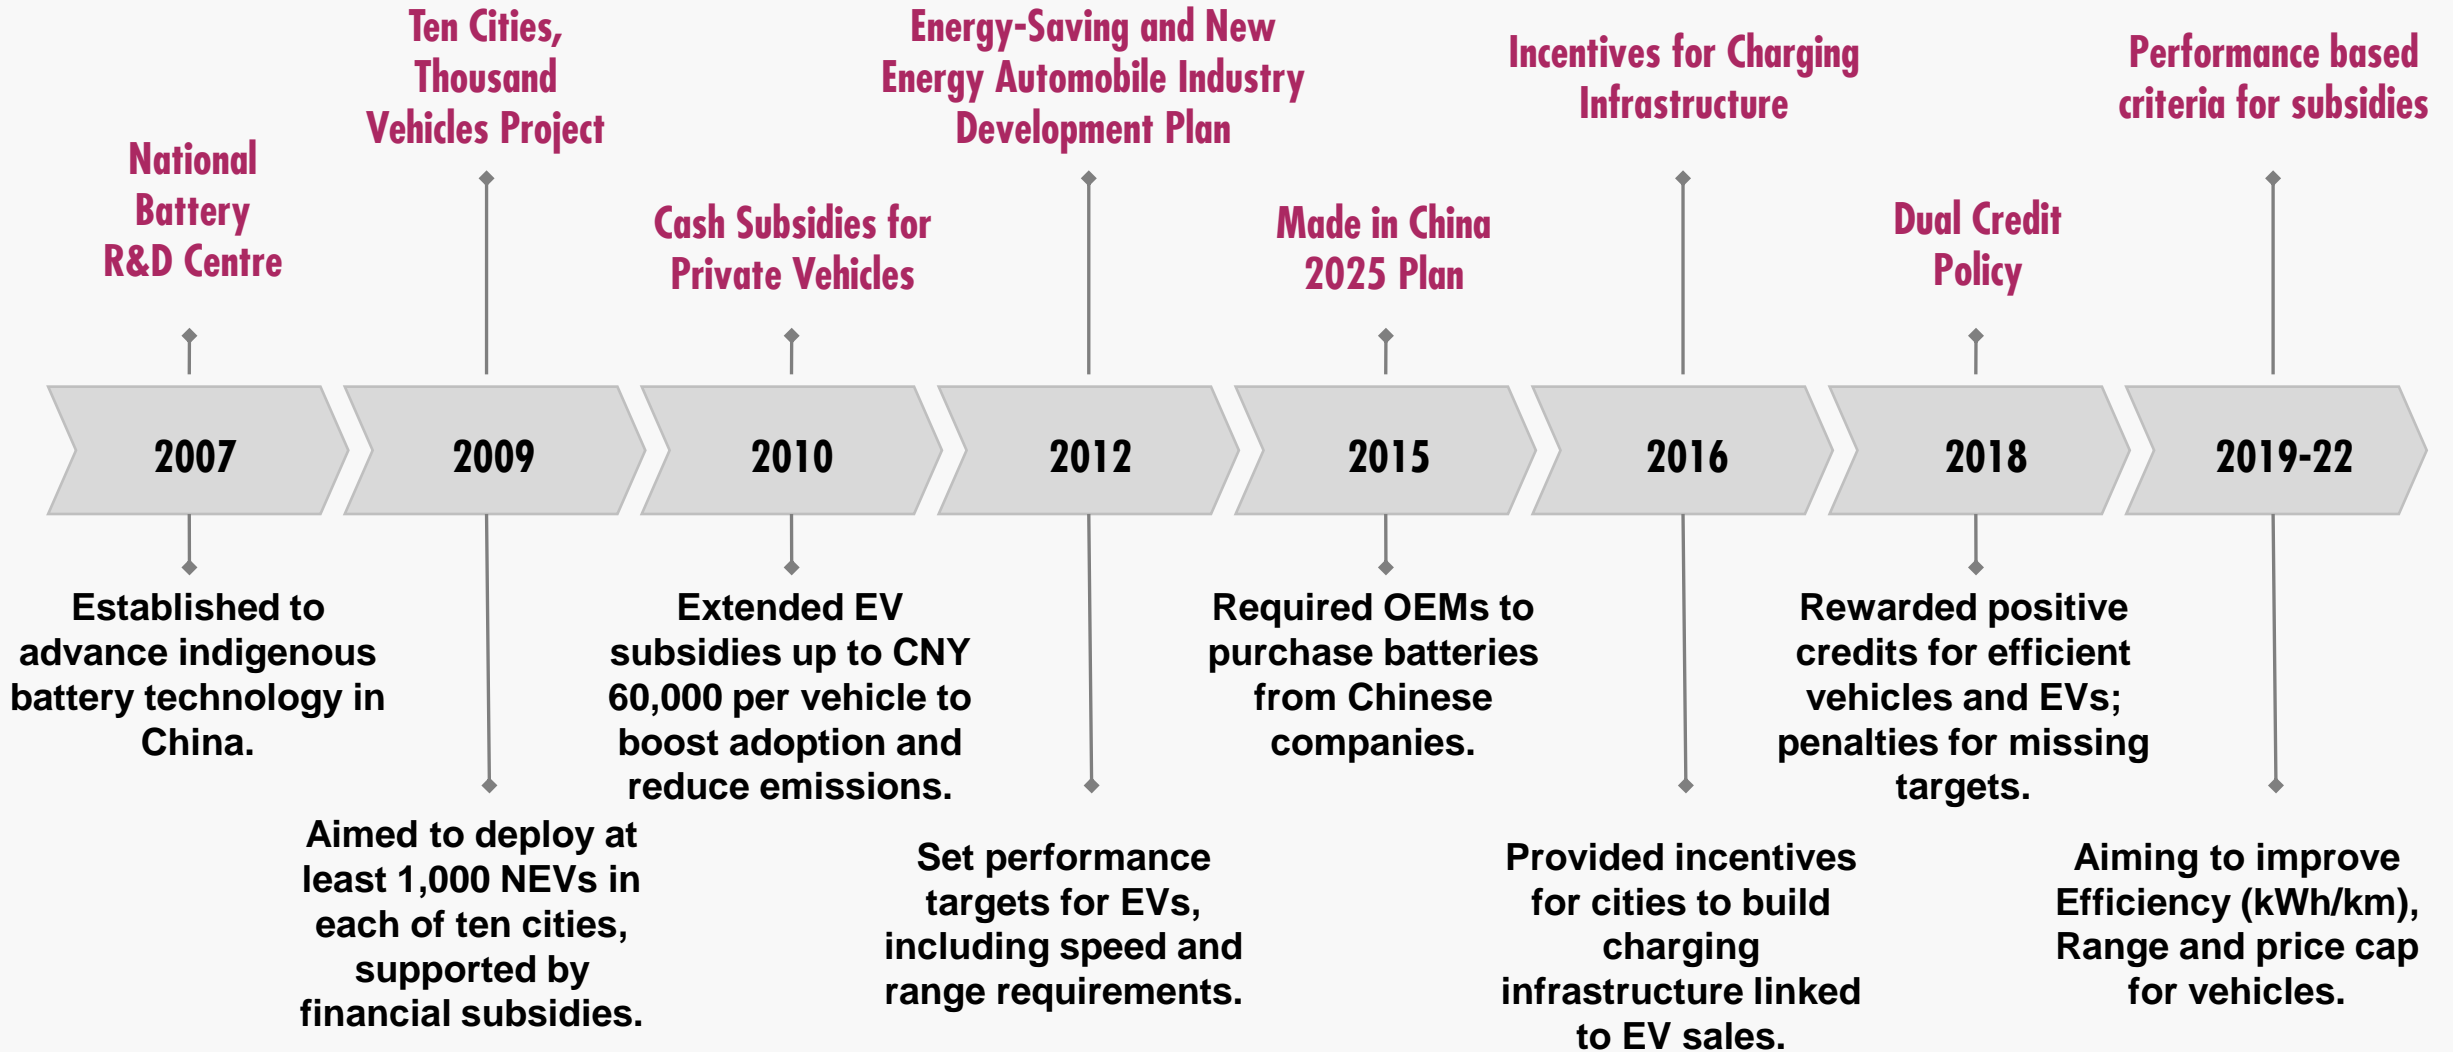 National
Battery
R&D Centre
Ten Cities,
Thousand
Vehicles Project
Cash Subsidies for
Private Vehicles
Energy-Saving and New
Energy Automobile Industry
Development Plan
Made in China
2025 Plan
Incentives for Charging
Infrastructure
Dual Credit
Policy
Performance based
criteria for subsidies
2007
2009
2010
2012
2015
2016
2018
2019-22
Established to
advance indigenous
battery technology in
China.
Aimed to deploy at
least 1,000 NEVs in
each of ten cities,
supported by
financial subsidies.
Extended EV
subsidies up to CNY
60,000 per vehicle to
boost adoption and
reduce emissions.
Set performance
targets for EVs,
including speed and
range requirements.
Required OEMs to
purchase batteries
from Chinese
companies.
Provided incentives
for cities to build
charging
infrastructure linked
to EV sales.
Rewarded positive
credits for efficient
vehicles and EVs;
penalties for missing
targets.
Aiming to improve
Efficiency (kWh/km),
Range and price cap
for vehicles.